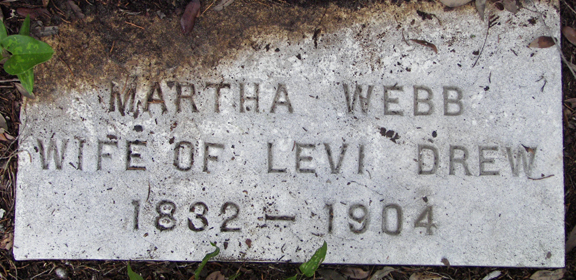 MARTHA WEBB
WIFE OF LEVI DREW
1832 — 1904